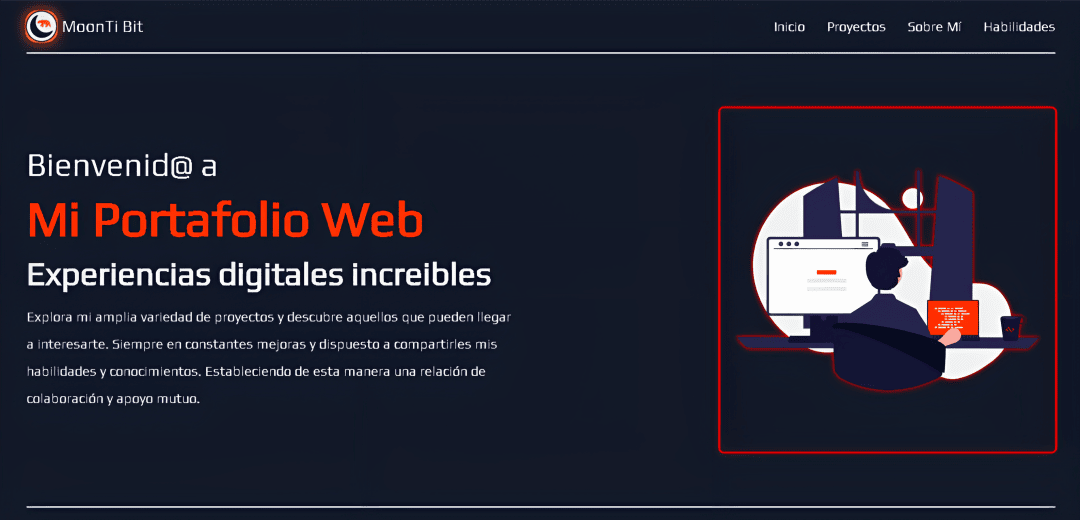 MoonTi Bit
Inicio Proyectos Sobre Mí Habilidades
Bienvenid@ a
Mi Portafolio Web
Experiencias digitales increibles
Explora mi amplia variedad de proyectos y descubre aquellos que pueden llegar
a interesarte. Siempre en constantes mejoras y dispuesto a compartirles mis
habilidades y conocimientos. Estableciendo de esta manera una relación de
colaboración y apoyo mutuo.